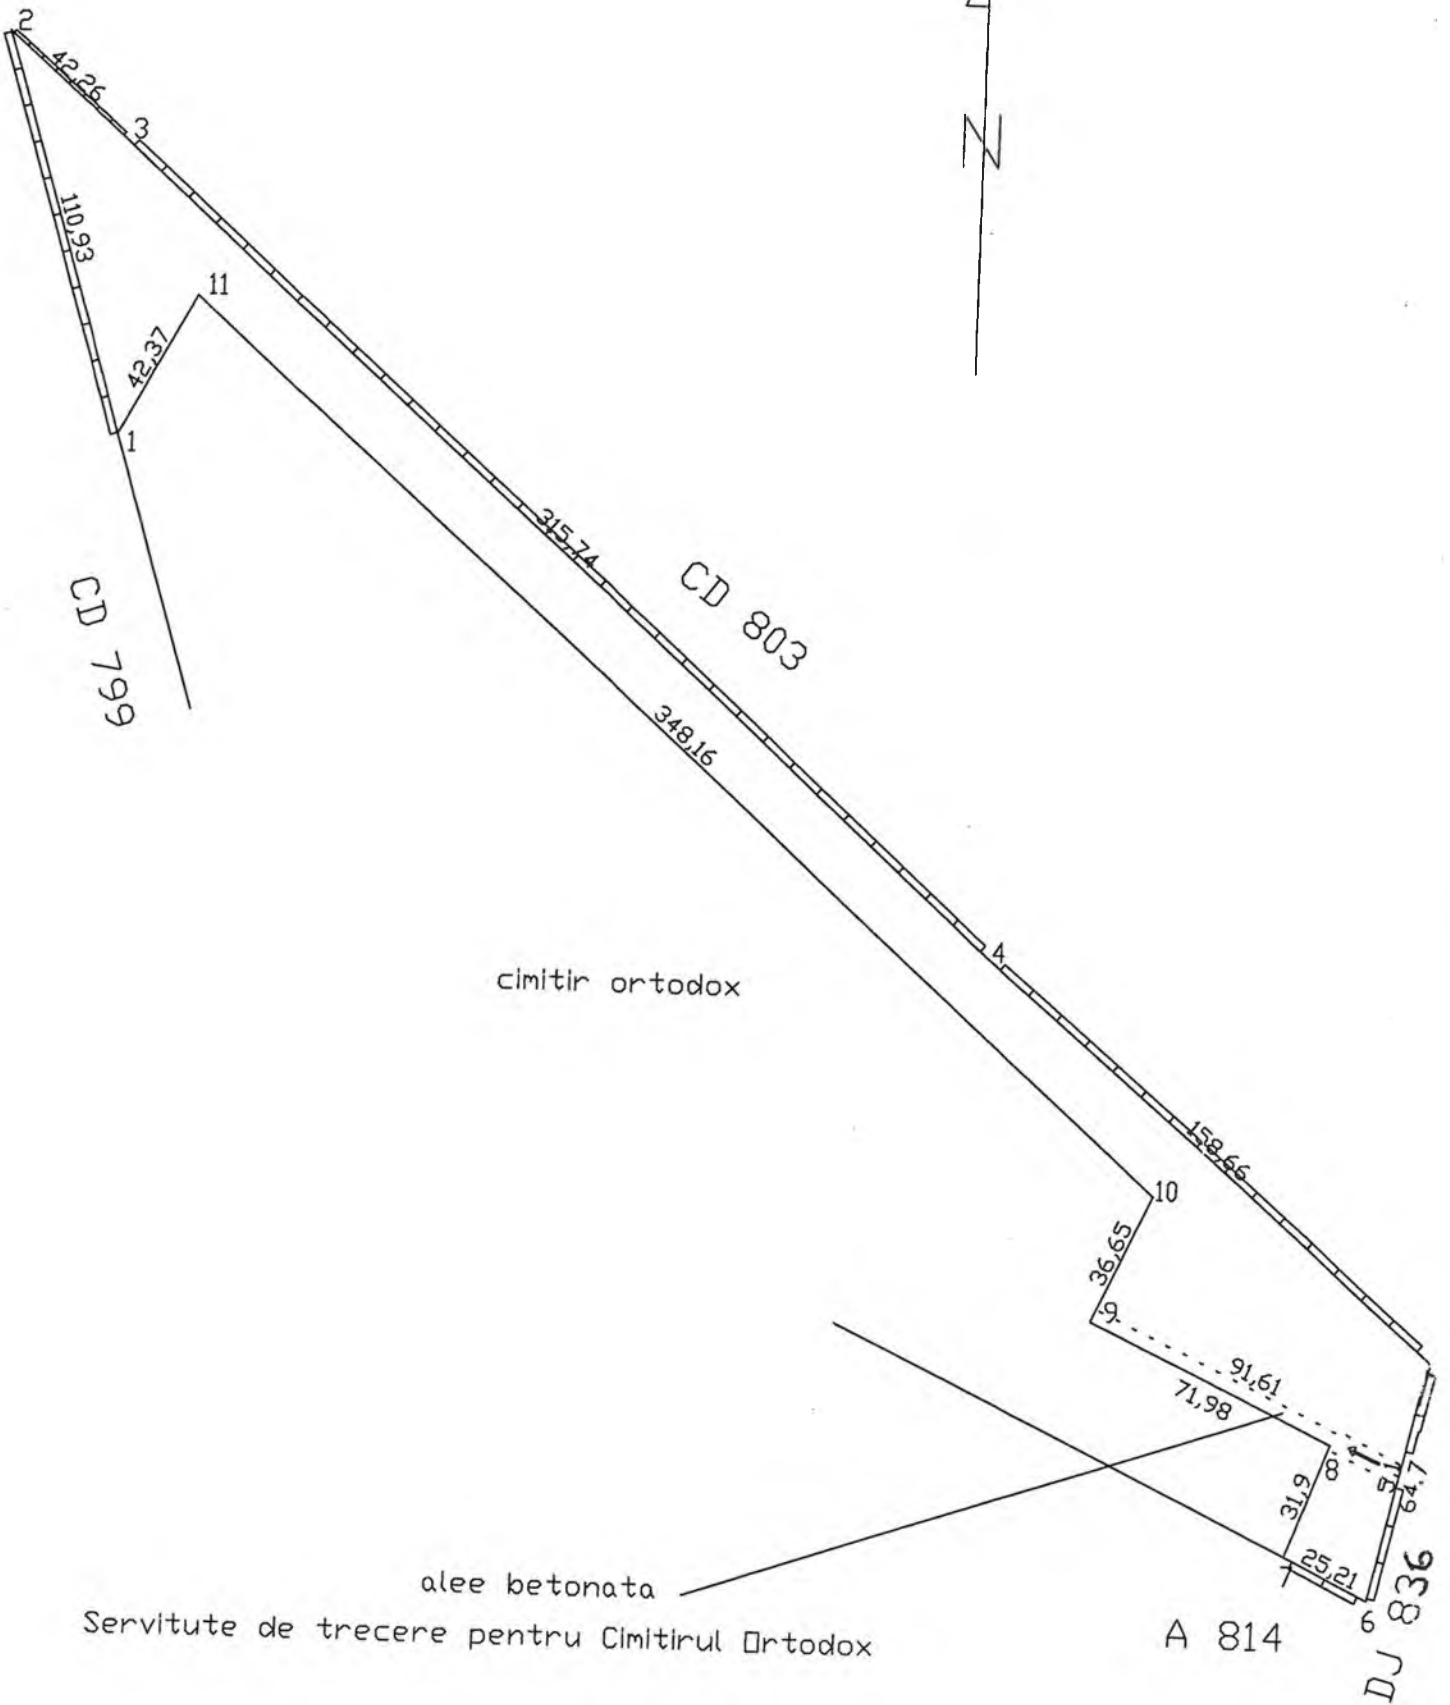 2
42,26
3
N
110,93
11
42,37
1
315,74
CD 803
CD 799
348,16
cimitir ortodox
4
158,66
10
36,65
9
91,61
71,98
8
64.7
31,9
25,21
7
6
DJ 836
alee betonata
Servitute de trecere pentru Cimitirul Ortodox
A 814